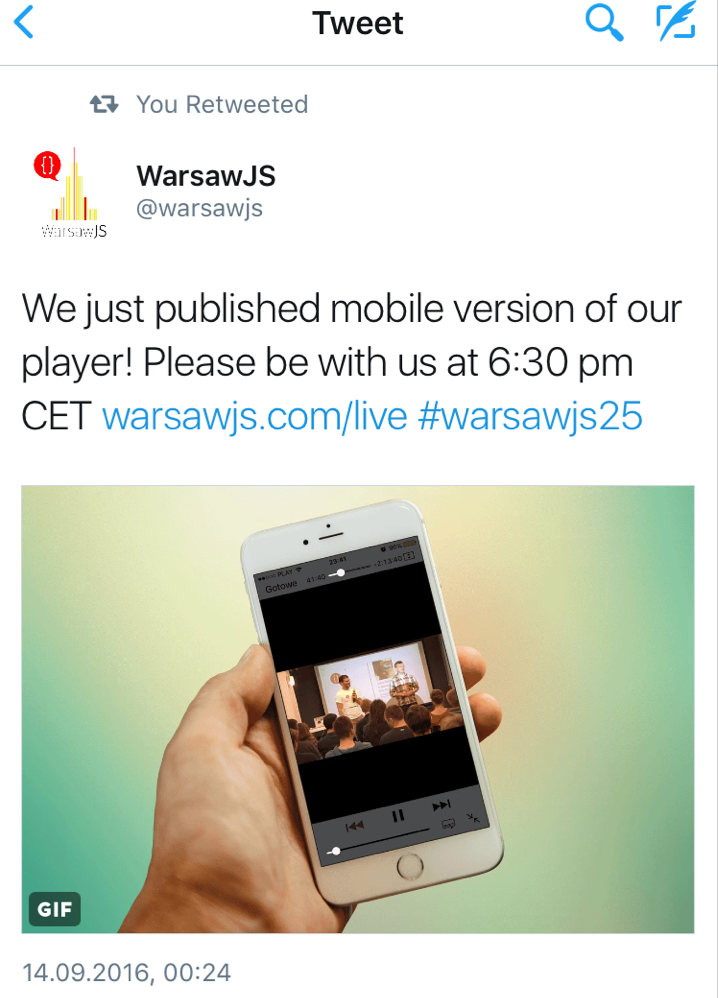 Tweet
You Retweeted
{}
WarsawJS
WarsawJS
@warsawjs
We just published mobile version of our
player! Please be with us at 6:30 pm
CET warsawjs.com/live #warsawjs25
PLAY 23:41 96%
Gotowe 41:40 -2:13:40
GIF
14.09.2016, 00:24